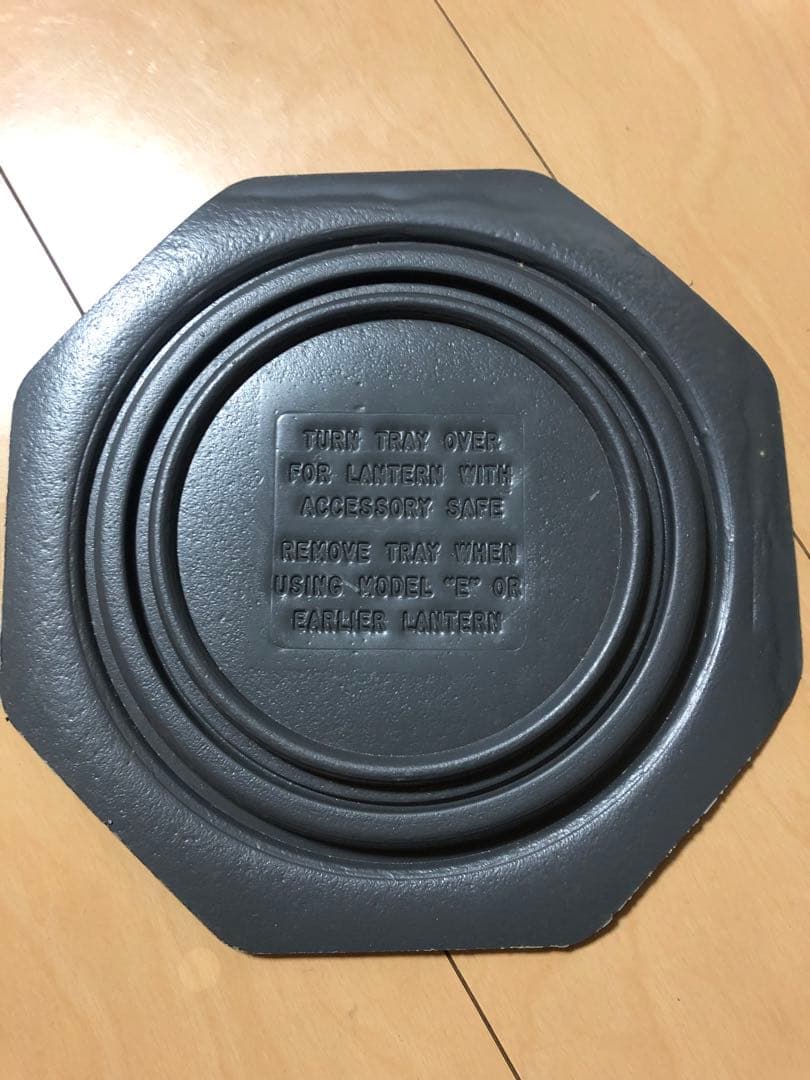 TURN TRAY OVER
FOR LANTERN WITH
ACCESSORY SAFE
REMOVE TRAY WHEN
USING MODEL "E" OR
EARLIER LANTERN